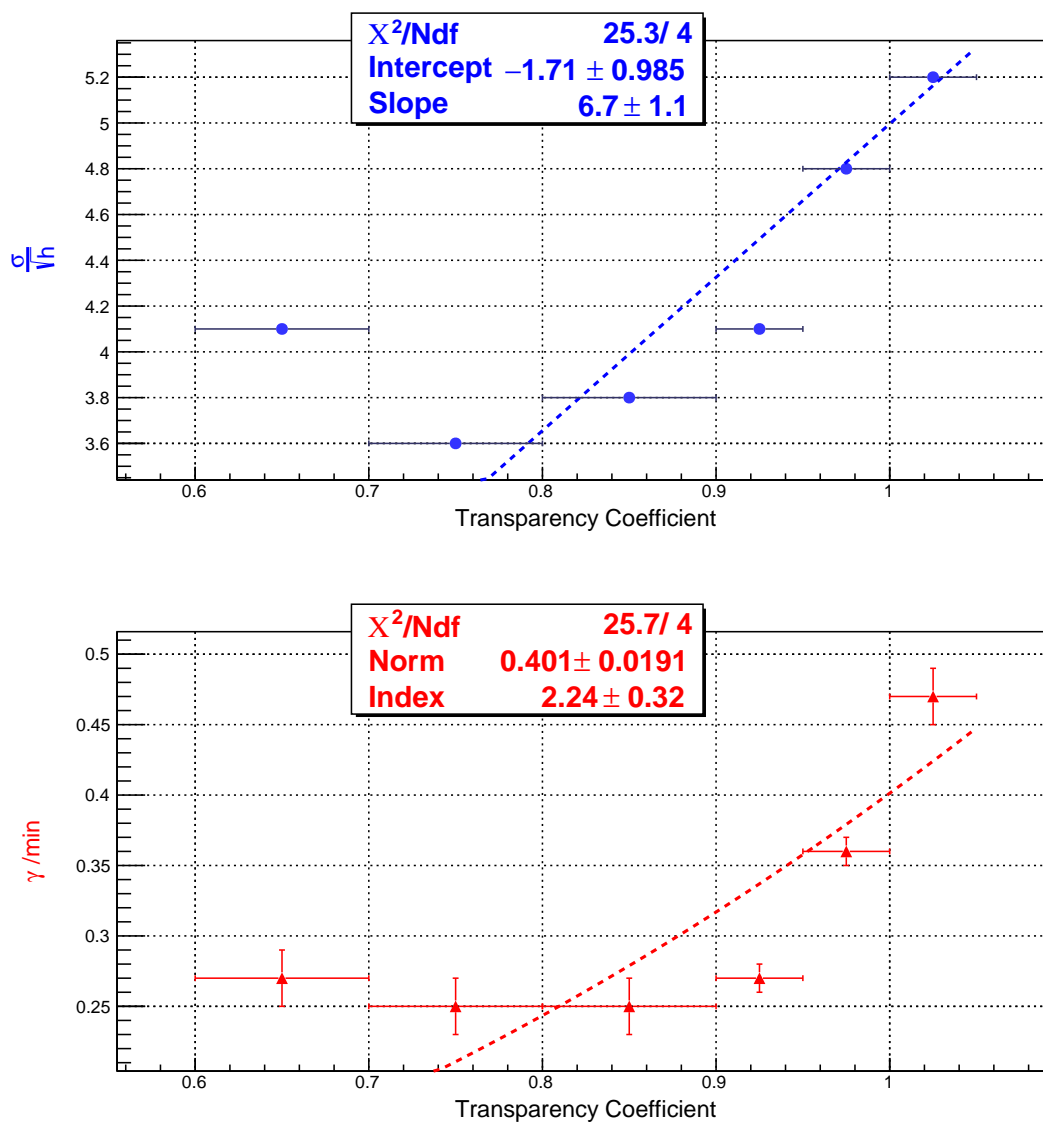 Χ²/Ndf 25.3/ 4
Intercept −1.71 ± 0.985
Slope 6.7 ± 1.1
5.2
5
4.8
4.6
4.4
4.2
4
3.8
3.6
σ/√h
0.6 0.7 0.8 0.9 1
Transparency Coefficient
Χ²/Ndf 25.7/ 4
Norm 0.401 ± 0.0191
Index 2.24 ± 0.32
0.5
0.45
0.4
0.35
0.3
0.25
γ /min
0.6 0.7 0.8 0.9 1
Transparency Coefficient